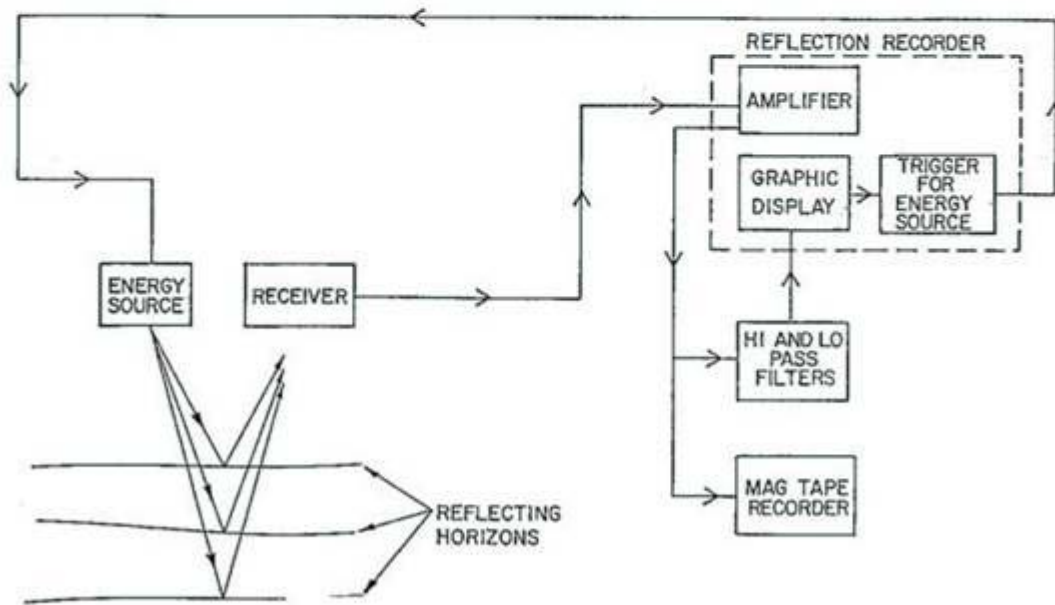 REFLECTION RECORDER
AMPLIFIER
GRAPHIC
DISPLAY
TRIGGER
FOR
ENERGY
SOURCE
ENERGY
SOURCE
RECEIVER
HI AND LO
PASS
FILTERS
MAG TAPE
RECORDER
REFLECTING
HORIZONS